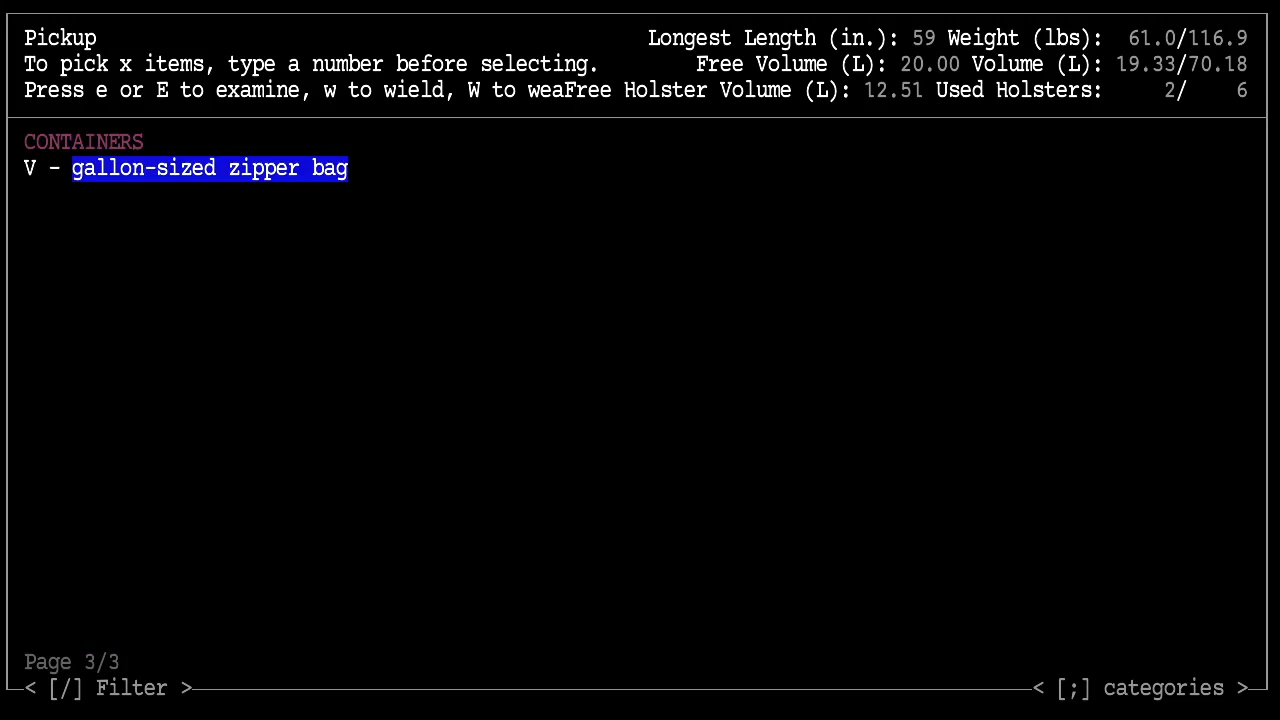 Pickup Longest Length (in.): 59 Weight (lbs): 61.0/116.9
To pick x items, type a number before selecting. Free Volume (L): 20.00 Volume (L): 19.33/70.18
Press e or E to examine, w to wield, W to weaFree Holster Volume (L): 12.51 Used Holsters: 2/ 6
CONTAINERS
V - gallon-sized zipper bag
Page 3/3
< [/] Filter > < [;] categories >